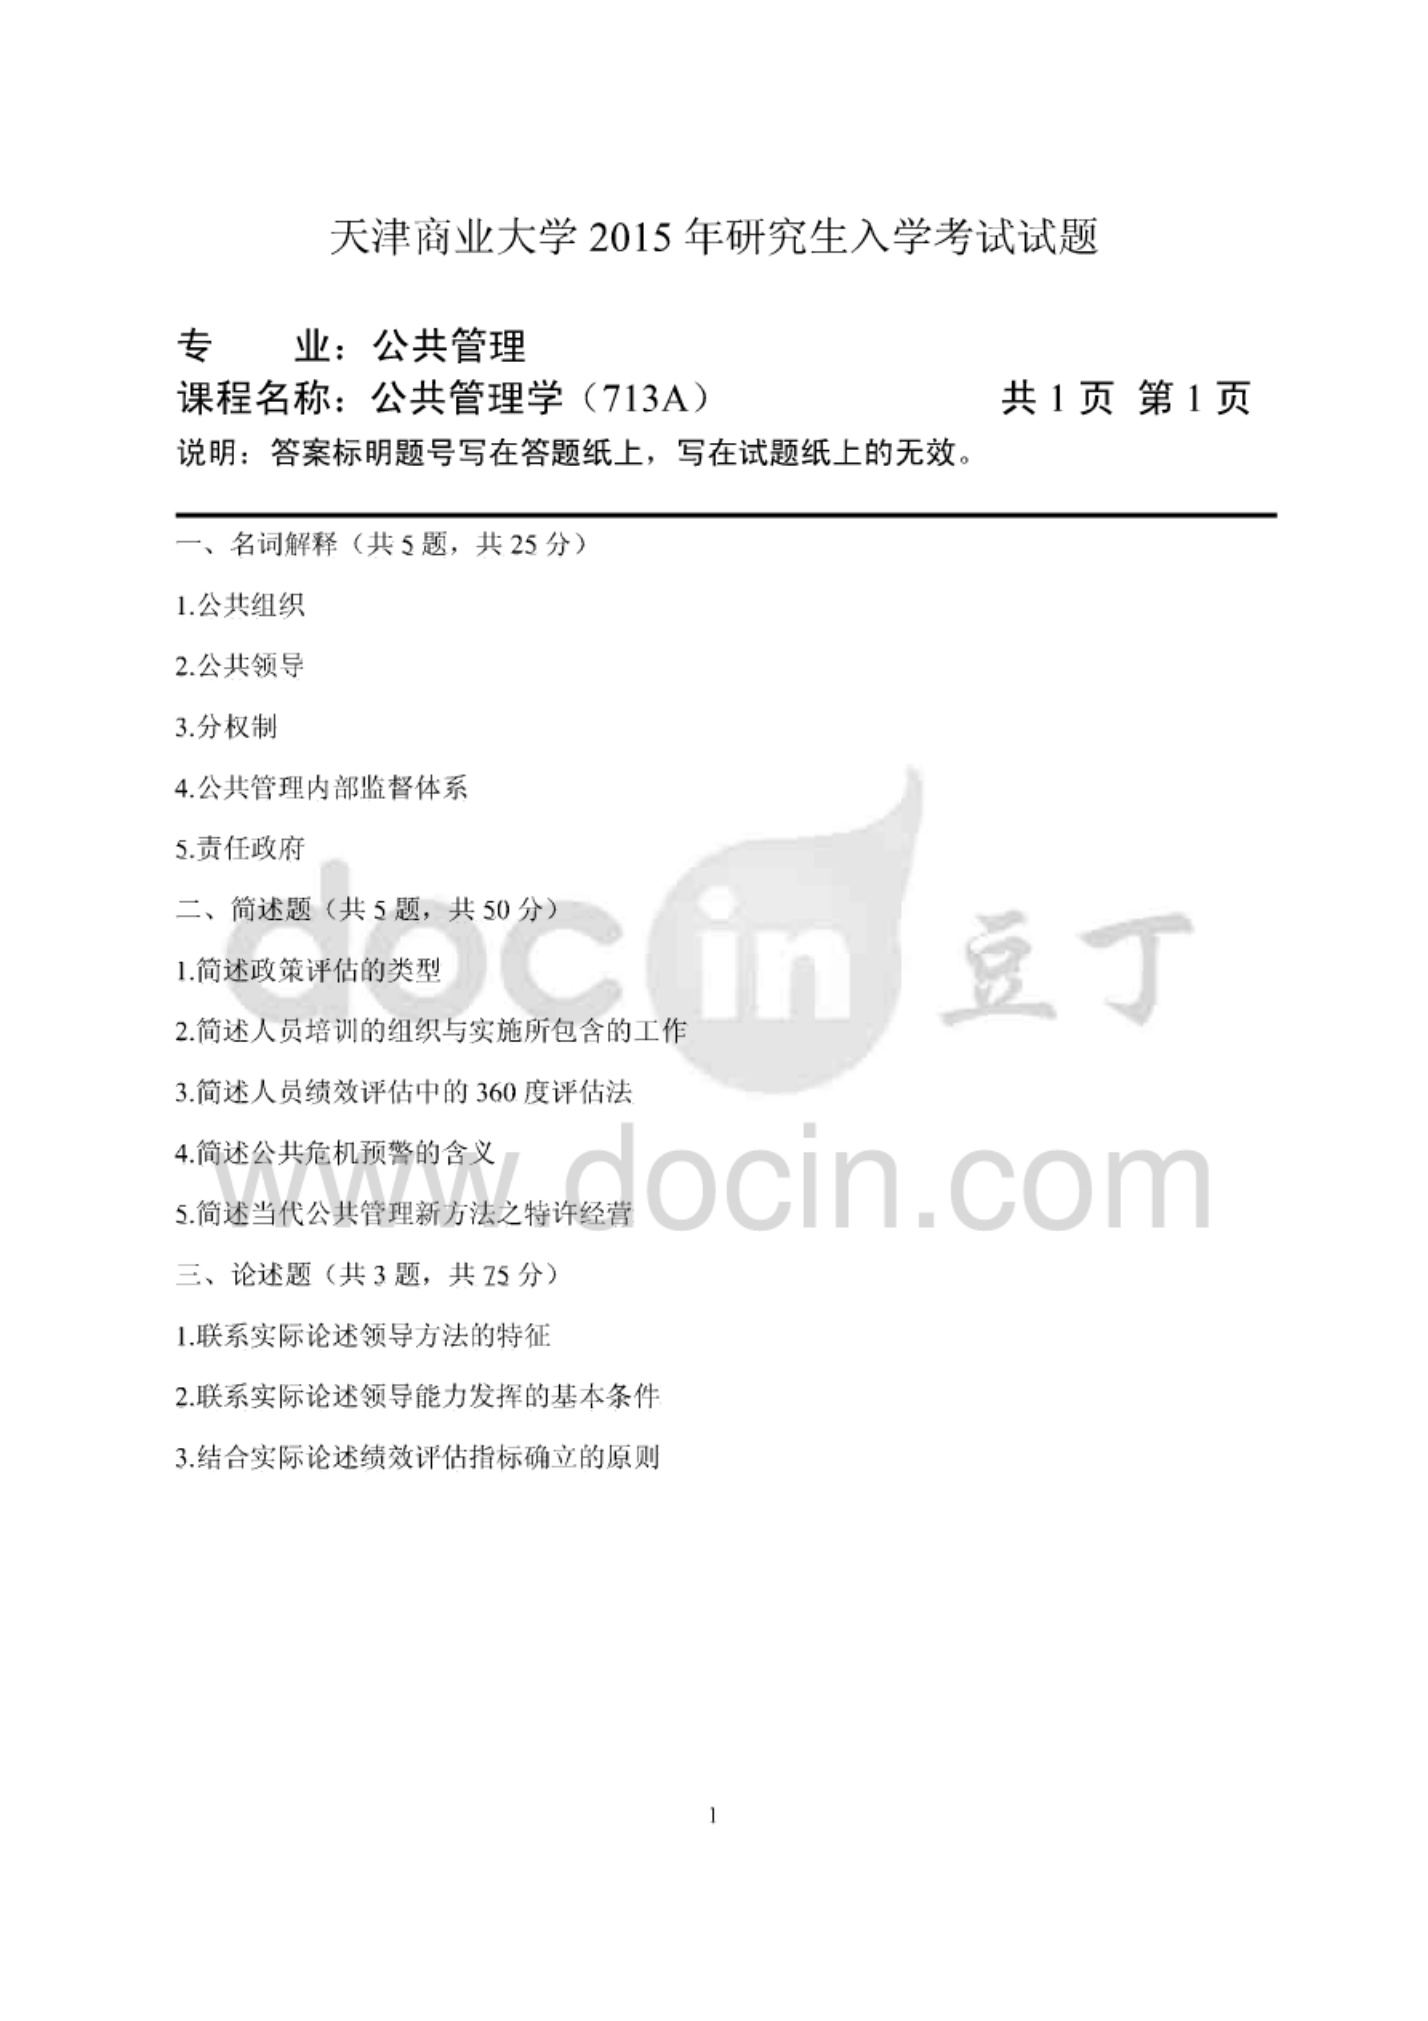 天津商业大学 2015 年研究生入学考试试题
专 业：公共管理
课程名称：公共管理学（713A） 共 1 页 第 1 页
说明：答案标明题号写在答题纸上，写在试题纸上的无效。
一、名词解释（共 5 题，共 25 分）
1.公共组织
2.公共领导
3.分权制
4.公共管理内部监督体系
5.责任政府
二、简述题（共 5 题，共 50 分）
1.简述政策评估的类型
2.简述人员培训的组织与实施所包含的工作
3.简述人员绩效评估中的 360 度评估法
4.简述公共危机预警的含义
5.简述当代公共管理新方法之特许经营
三、论述题（共 3 题，共 75 分）
1.联系实际论述领导方法的特征
2.联系实际论述领导能力发挥的基本条件
3.结合实际论述绩效评估指标确立的原则
docin 豆丁
www.docin.com
1